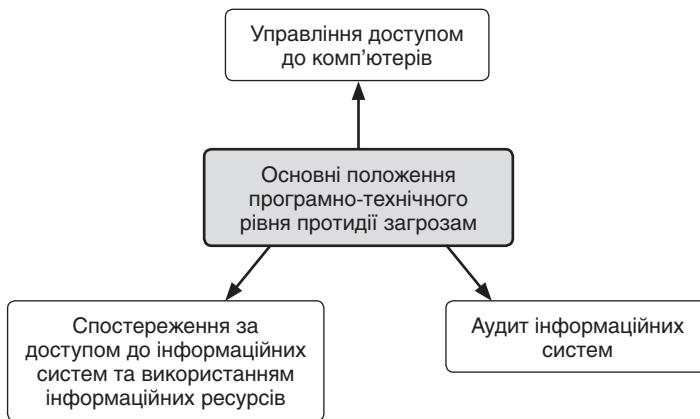 Управління доступом
до комп’ютерів
Основні положення
програмно-технічного
рівня протидії загрозам
Спостереження за
доступом до інформаційних
систем та використанням
інформаційних ресурсів
Аудит інформаційних
систем